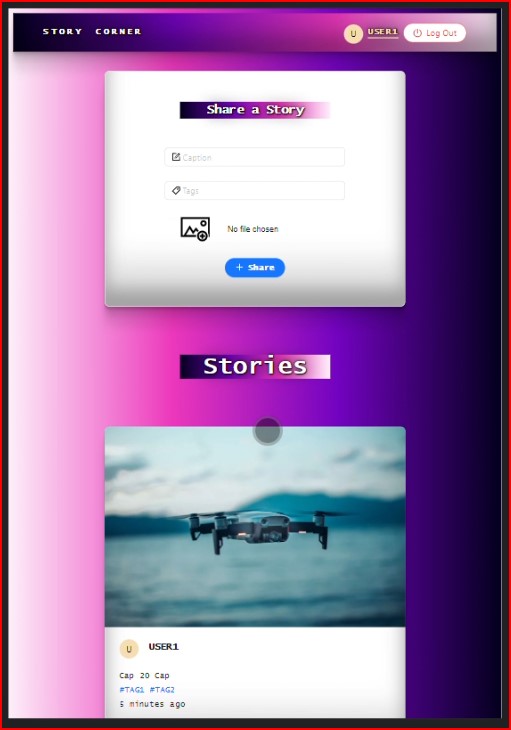 STORY CORNER
U USER1 Log Out
Share a Story
Caption
Tags
No file chosen
+ Share
Stories
U USER1
Cap 20 Cap
#TAG1 #TAG2
5 minutes ago